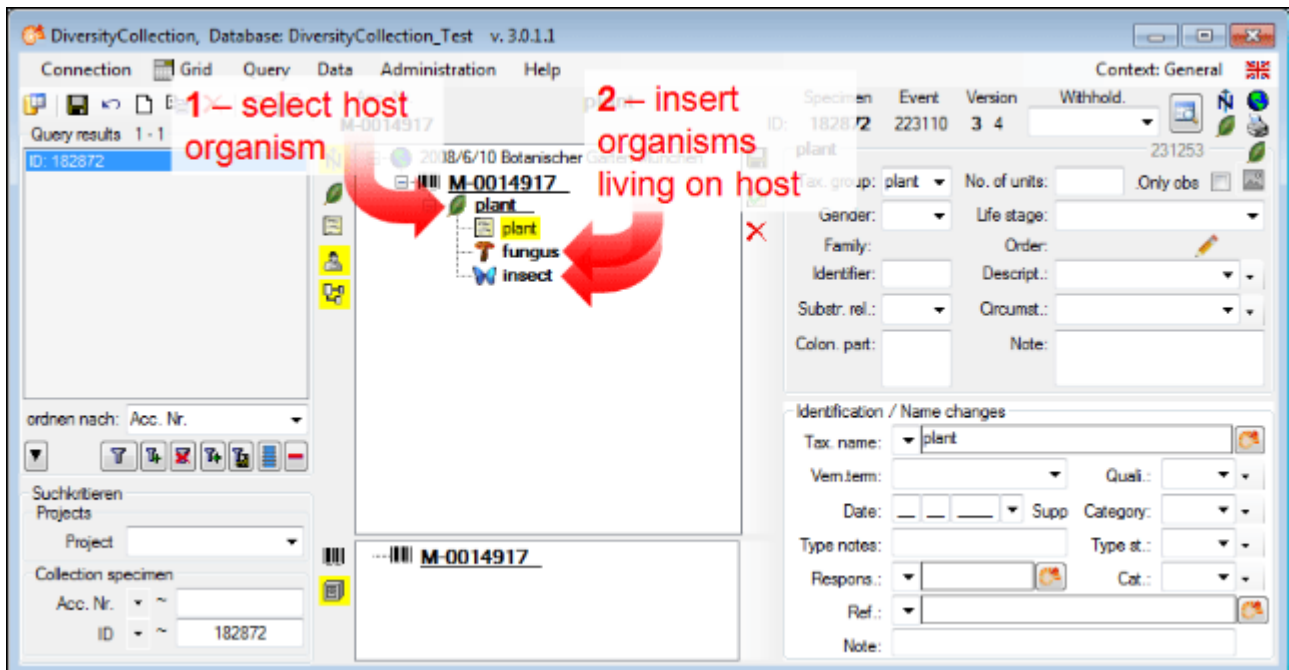 DiversityCollection, Database: DiversityCollection_Test v. 3.0.1.1
Connection Grid Query Data Administration Help Context: General
1 – select host
organism
2 – insert
organisms
living on host
Query results 1 - 1
ID: 182872
M-0014917
plant
2008/6/10 Botanischer Garten München
M-0014917
plant
plant
fungus
insect
Specimen Event Version Withhold.
ID: 182872 223110 3 4
plant 231253
Tax. group: plant No. of units: Only obs
Gender: Life stage:
Family: Order:
Identifier: Descript.:
Substr. rel.: Circumst.:
Colon. part: Note:
ordnen nach: Acc. Nr.
Suchkriterien
Projects
Project
Collection specimen
Acc. Nr. ~
ID ~ 182872
M-0014917
Identification / Name changes
Tax. name: plant
Vern.term: Quali.:
Date: Supp Category:
Type notes: Type st.:
Respons.: Cat.:
Ref.:
Note: